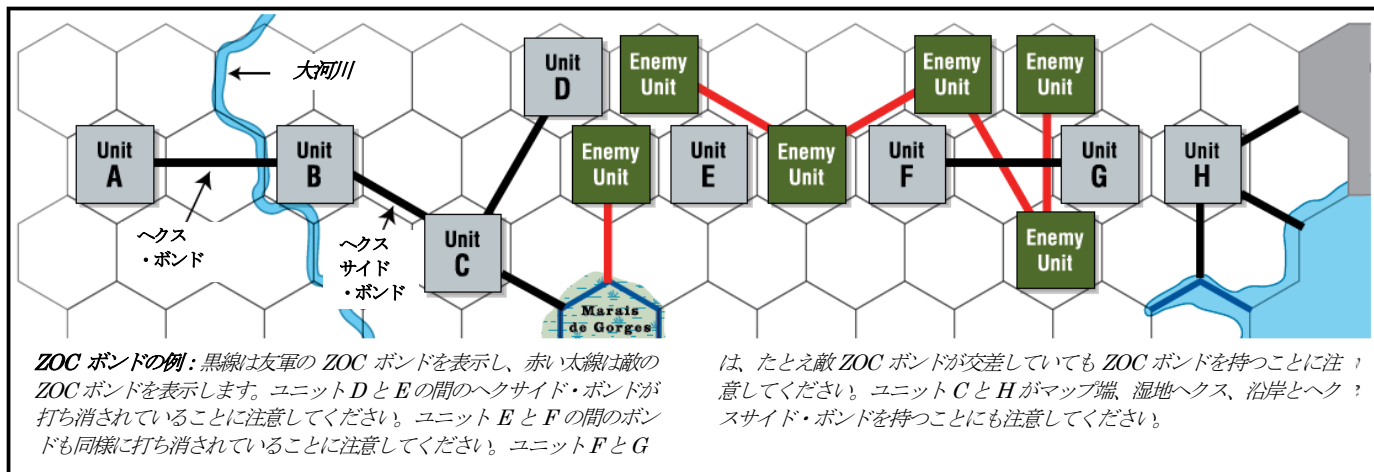 大河川
Unit
D
Enemy
Unit
Enemy
Unit
Enemy
Unit
Unit
A
Unit
B
Enemy
Unit
Unit
E
Enemy
Unit
Unit
F
Unit
G
Unit
H
ヘクス
・ボンド
ヘクス
サイド
・ボンド
Unit
C
Enemy
Unit
Marais
de Gorges
ZOC ボンドの例：黒線は友軍の ZOC ボンドを表示し、赤い太線は敵の
ZOC ボンドを表示します。ユニット D と E の間のヘクサイド・ボンドが
打ち消されていることに注意してください。ユニット E と F の間のボン
ドも同様に打ち消されていることに注意してください。ユニット F と G
は、たとえ敵 ZOC ボンドが交差していても ZOC ボンドを持つことに注
意してください。ユニット C と H がマップ端、湿地ヘクス、沿岸とヘク
スサイド・ボンドを持つことにも注意してください。